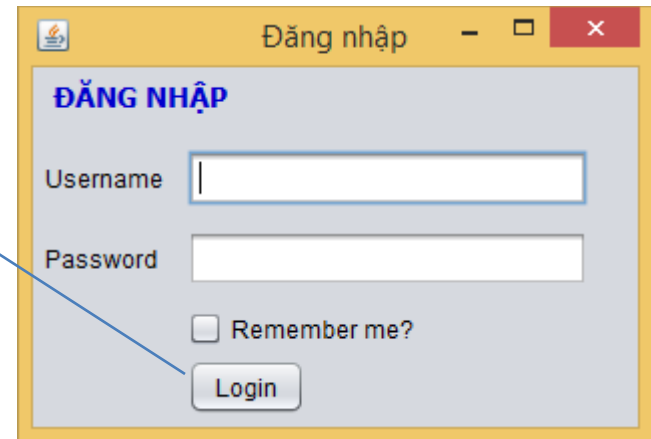 Đăng nhập
ĐĂNG NHẬP
Username
Password
Remember me?
Login